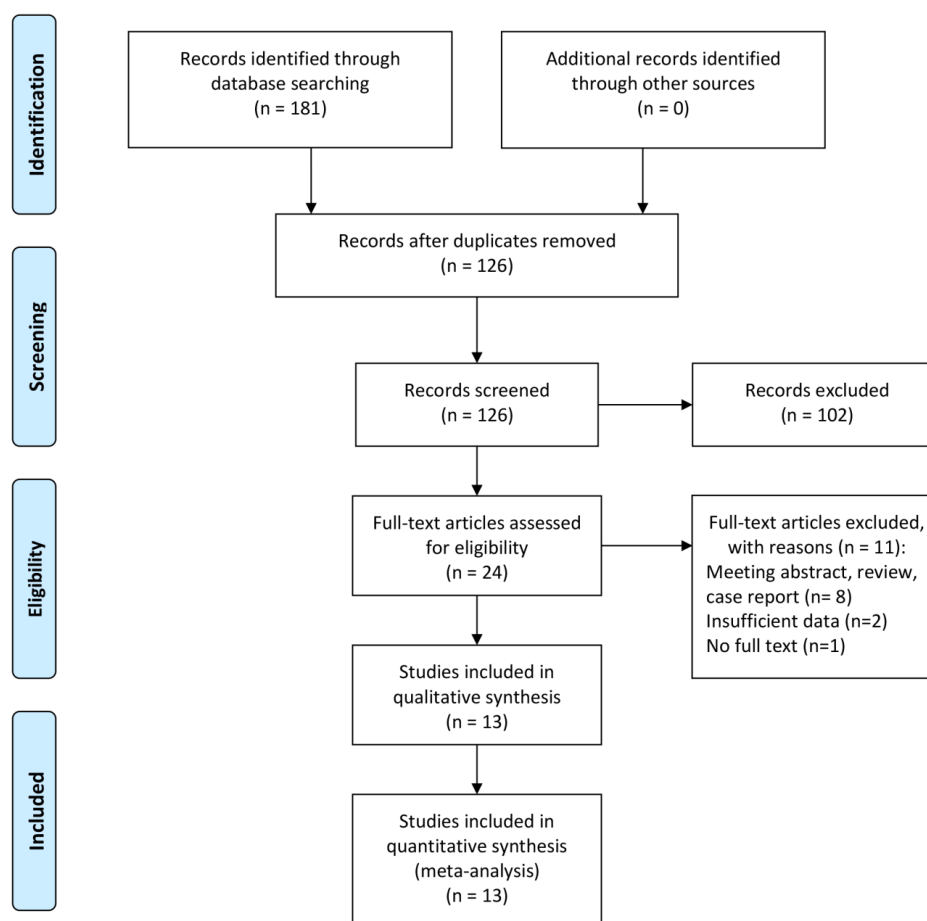 Identification
Records identified through
database searching
(n = 181)
Additional records identified
through other sources
(n = 0)
Records after duplicates removed
(n = 126)
Screening
Records screened
(n = 126)
Records excluded
(n = 102)
Eligibility
Full-text articles assessed
for eligibility
(n = 24)
Full-text articles excluded,
with reasons (n = 11):
Meeting abstract, review,
case report (n= 8)
Insufficient data (n=2)
No full text (n=1)
Studies included in
qualitative synthesis
(n = 13)
Included
Studies included in
quantitative synthesis
(meta-analysis)
(n = 13)